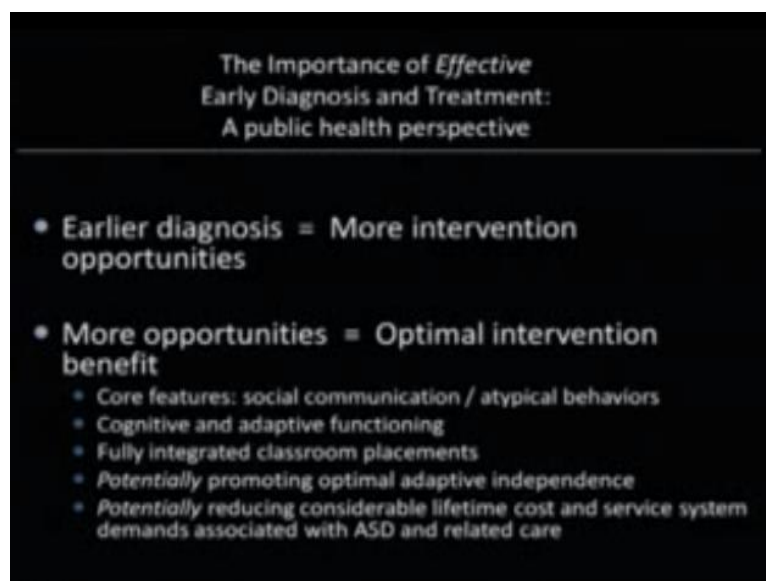 The Importance of Effective
Early Diagnosis and Treatment:
A public health perspective
• Earlier diagnosis = More intervention
opportunities
• More opportunities = Optimal intervention
benefit
• Core features: social communication / atypical behaviors
• Cognitive and adaptive functioning
• Fully integrated classroom placements
• Potentially promoting optimal adaptive independence
• Potentially reducing considerable lifetime cost and service system
demands associated with ASD and related care